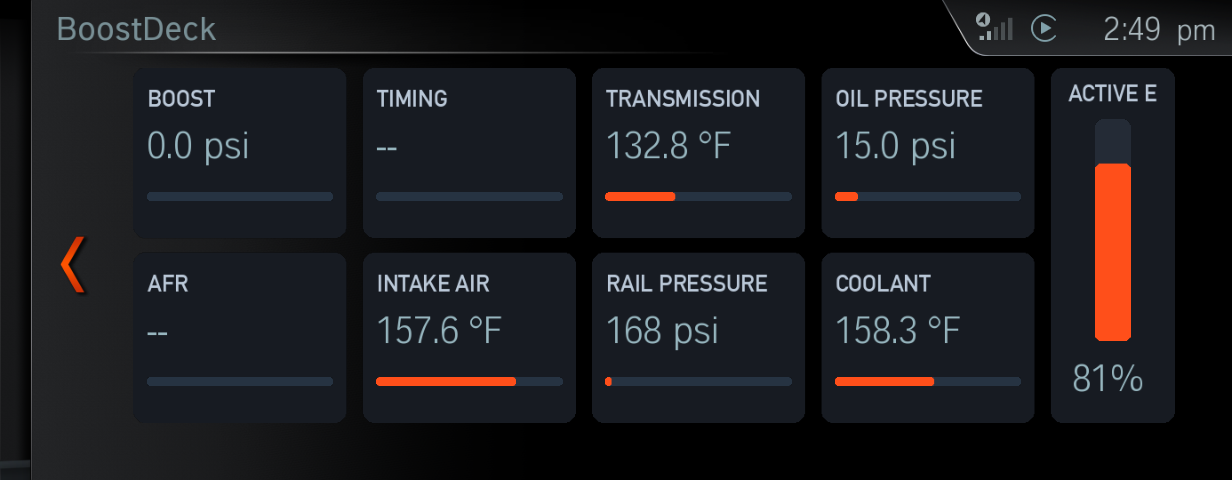 BoostDeck
2:49 pm
BOOST
0.0 psi
TIMING
--
TRANSMISSION
132.8 °F
OIL PRESSURE
15.0 psi
ACTIVE E
81%
AFR
--
INTAKE AIR
157.6 °F
RAIL PRESSURE
168 psi
COOLANT
158.3 °F